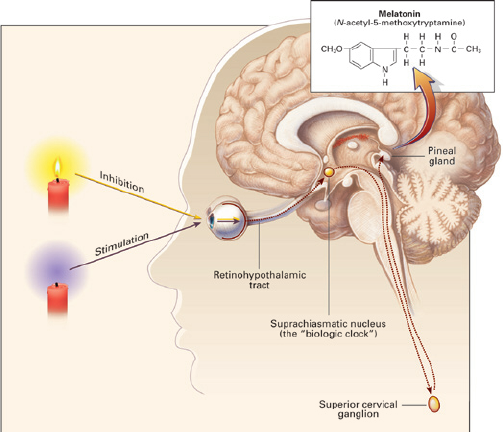 Melatonin
(N-acetyl-5-methoxytryptamine)
H H H O
CH₃O C C N C CH₃
H H
N
H
Pineal
gland
Inhibition
Stimulation
Retinohypothalamic
tract
Suprachiasmatic nucleus
(the “biologic clock”)
Superior cervical
ganglion